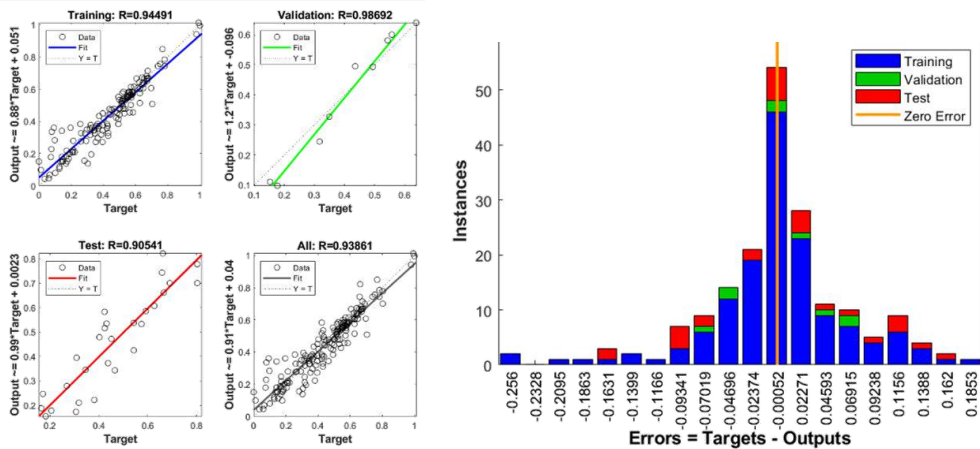 Training: R=0.94491
Output ~= 0.88*Target + 0.051
1
0.8
0.6
0.4
0.2
0
Data
Fit
Y = T
0 0.2 0.4 0.6 0.8 1
Target
Validation: R=0.98692
Output ~= 1.2*Target + -0.096
0.6
0.5
0.4
0.3
0.2
0.1
Data
Fit
Y = T
0.1 0.2 0.3 0.4 0.5 0.6
Target
Test: R=0.90541
Output ~= 0.99*Target + 0.0023
0.8
0.7
0.6
0.5
0.4
0.3
0.2
Data
Fit
Y = T
0.2 0.4 0.6 0.8
Target
All: R=0.93861
Output ~= 0.91*Target + 0.04
1
0.8
0.6
0.4
0.2
0
Data
Fit
Y = T
0 0.2 0.4 0.6 0.8 1
Target
Instances
50
40
30
20
10
0
Training
Validation
Test
Zero Error
-0.256
-0.2328
-0.2095
-0.1863
-0.1631
-0.1399
-0.1166
-0.09341
-0.07019
-0.04696
-0.02374
-0.00052
0.02271
0.04593
0.06915
0.09238
0.1156
0.1388
0.162
0.1853
Errors = Targets - Outputs